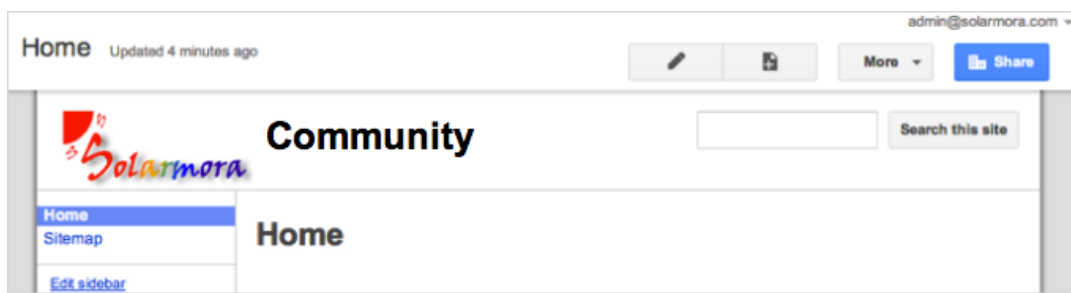 admin@solarmora.com
Home Updated 4 minutes ago
More
Share
Solarmora
Community
Search this site
Home
Sitemap
Home
Edit sidebar